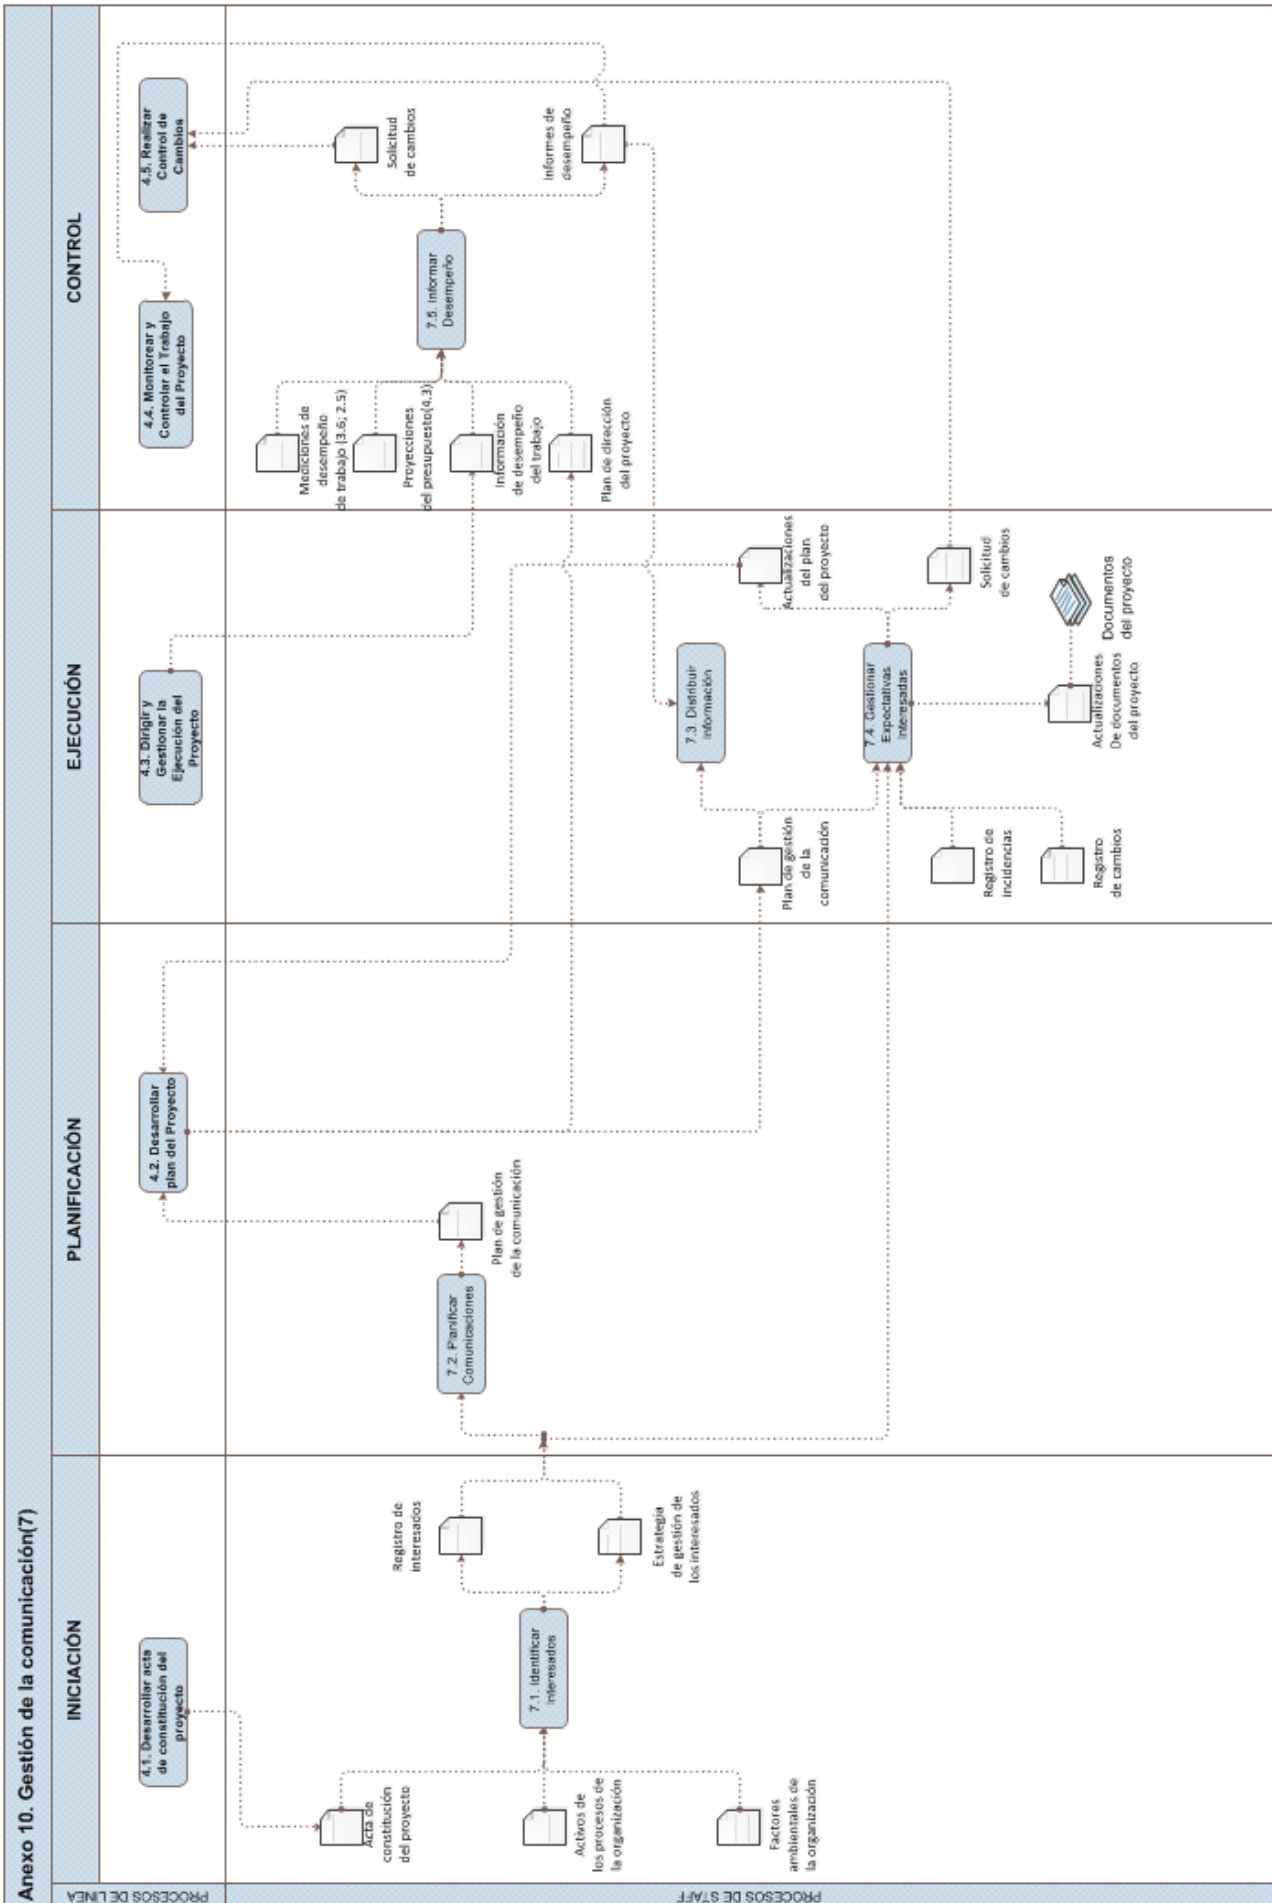 Anexo 10. Gestión de la comunicación(7)
INICIACIÓN
PLANIFICACIÓN
EJECUCIÓN
CONTROL
PROCESOS DE LINEA
4.1. Desarrollar acta
de constitución del
proyecto
4.2. Desarrollar
plan del Proyecto
4.3. Dirigir y
Gestionar la
Ejecución del
Proyecto
4.4. Monitorear y
Controlar el Trabajo
del Proyecto
4.5. Realizar
Control de
Cambios
PROCESOS DE STAFF
Acta de
constitución
del proyecto
Activos de
los procesos de
la organización
Factores
ambientales de
la organización
7.1. Identificar
Interesados
Registro de
interesados
Estrategia
de gestión de
los interesados
7.2. Planificar
Comunicaciones
Plan de gestión
de la comunicación
Plan de gestión
de la
comunicación
Registro de
incidencias
Registro
de cambios
7.3. Distribuir
Información
7.4. Gestionar
Expectativas
Interesadas
Actualizaciones
del plan
del proyecto
Solicitud
de cambios
Actualizaciones
De documentos
del proyecto
Documentos
del proyecto
Mediciones de
desempeño
de trabajo (3.6; 2.5)
Proyecciones
del presupuesto(4.3)
Información
de desempeño
del trabajo
Plan de dirección
del proyecto
7.5. Informar
Desempeño
Solicitud
de cambios
Informes de
desempeño